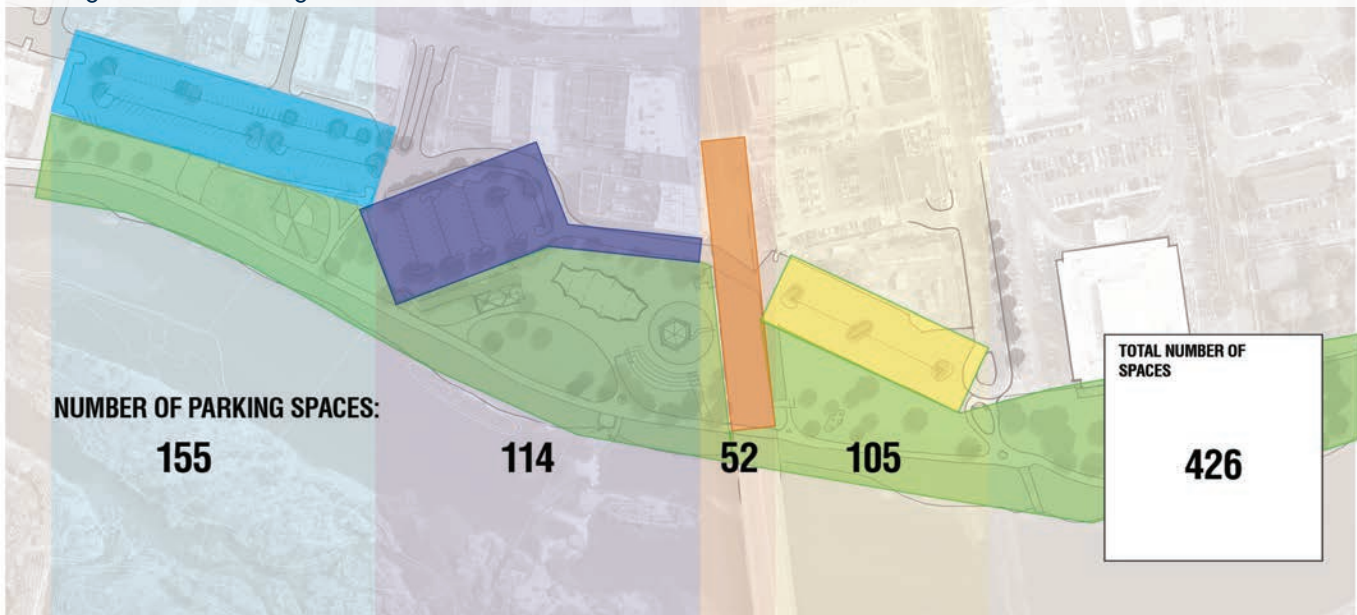 NUMBER OF PARKING SPACES:
155
114
52
105
TOTAL NUMBER OF
SPACES
426